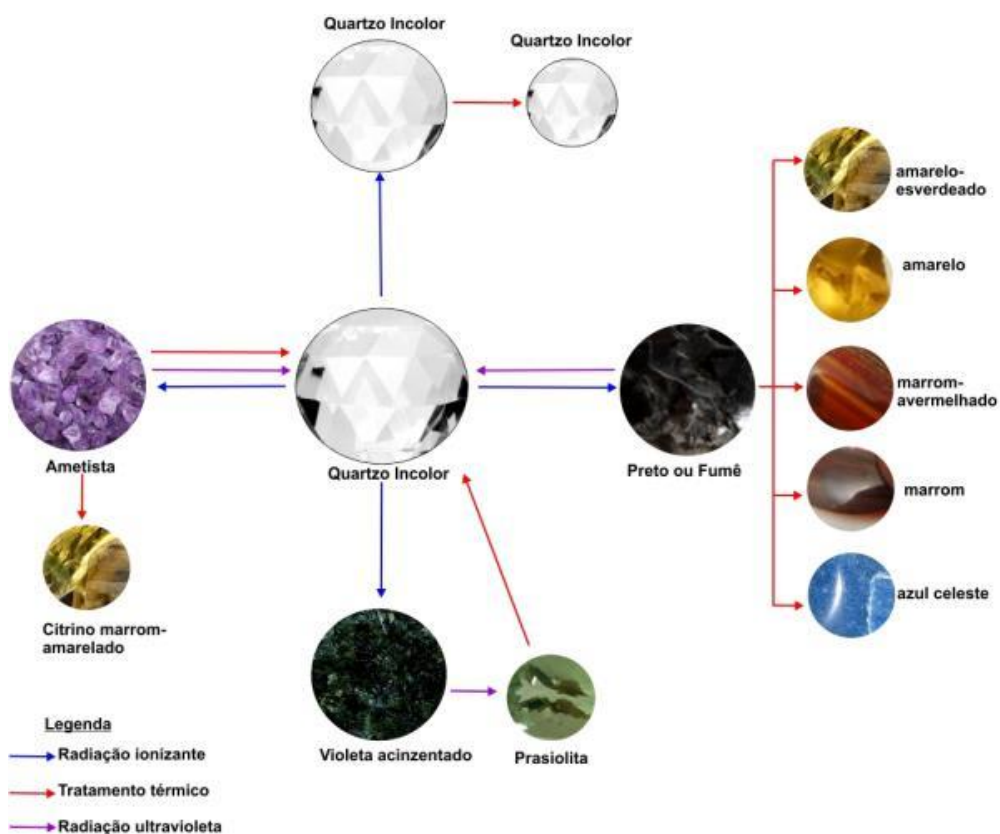 Quartzo Incolor
Quartzo Incolor
amarelo-
esverdeado
amarelo
marrom-
avermelhado
Ametista
Quartzo Incolor
Preto ou Fumê
marrom
azul celeste
Citrino marrom-
amarelado
Legenda
Radiação ionizante
Violeta acinzentado
Prasiolita
Tratamento térmico
Radiação ultravioleta